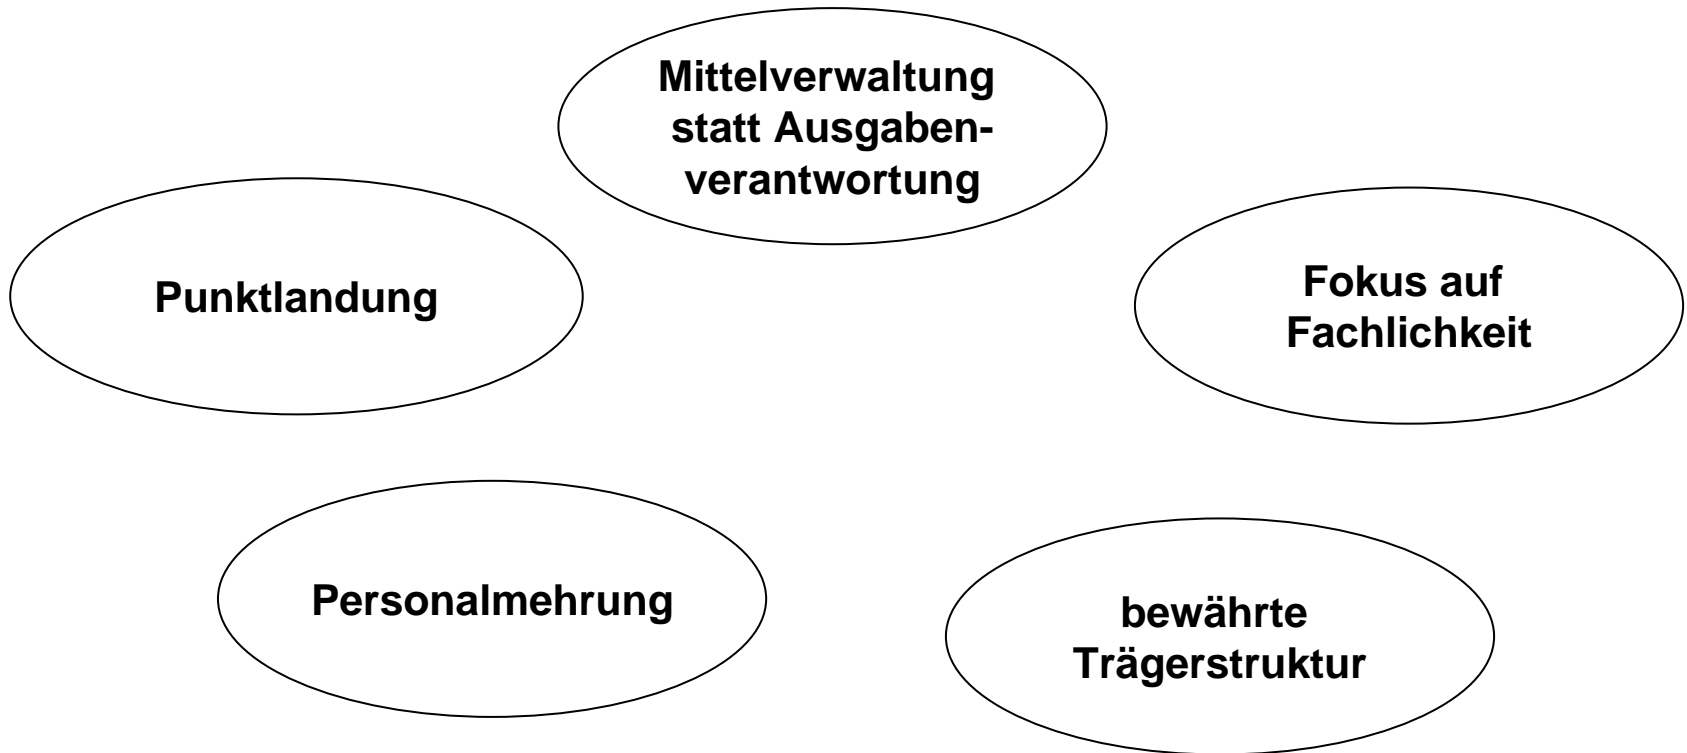 Mittelverwaltung
statt Ausgaben-
verantwortung
Punktlandung
Fokus auf
Fachlichkeit
Personalmehrung
bewährte
Trägerstruktur